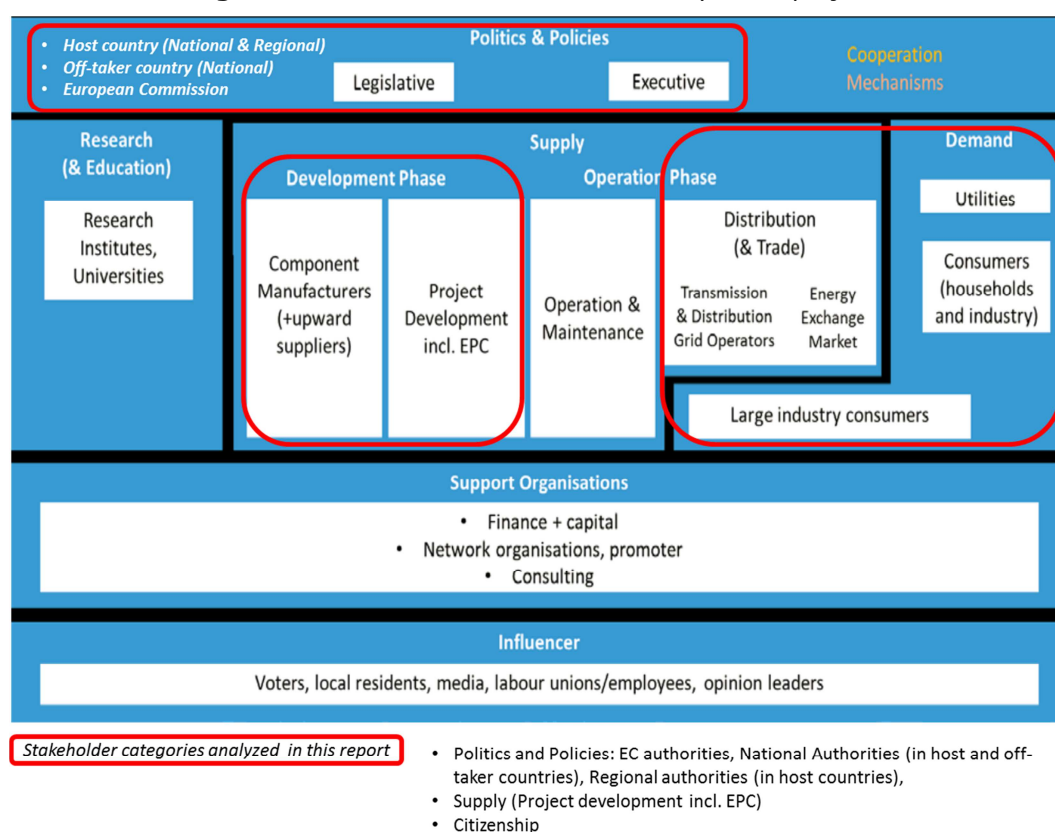 Politics & Policies
• Host country (National & Regional)
• Off-taker country (National)
• European Commission
Legislative
Executive
Cooperation
Mechanisms
Research
(& Education)
Research
Institutes,
Universities
Supply
Development Phase
Operation Phase
Component
Manufacturers
(+upward
suppliers)
Project
Development
incl. EPC
Operation &
Maintenance
Distribution
(& Trade)
Transmission
& Distribution
Grid Operators
Energy
Exchange
Market
Demand
Utilities
Consumers
(households
and industry)
Large industry consumers
Support Organisations
• Finance + capital
• Network organisations, promoter
• Consulting
Influencer
Voters, local residents, media, labour unions/employees, opinion leaders
Stakeholder categories analyzed in this report
• Politics and Policies: EC authorities, National Authorities (in host and off-
taker countries), Regional authorities (in host countries),
• Supply (Project development incl. EPC)
• Citizenship